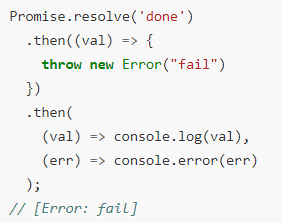 Promise.resolve('done')
  .then((val) => {
    throw new Error("fail")
  })
  .then(
    (val) => console.log(val),
    (err) => console.error(err)
  );
// [Error: fail]